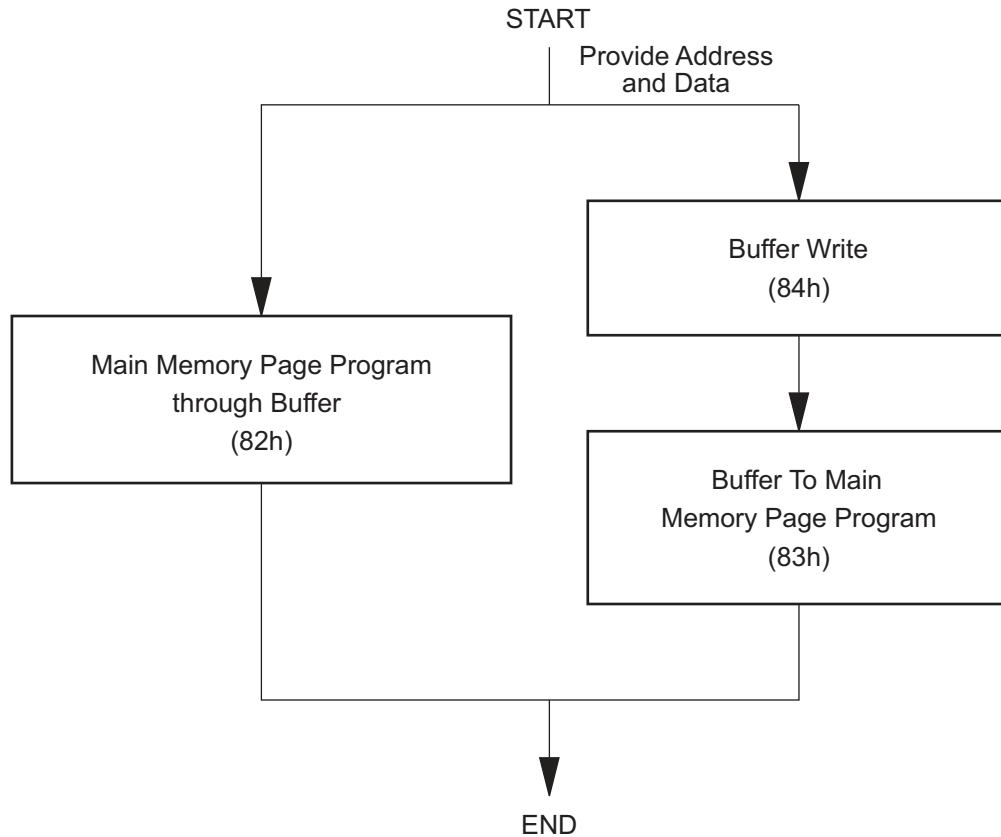 START
Provide Address
and Data
Buffer Write
(84h)
Main Memory Page Program
through Buffer
(82h)
Buffer To Main
Memory Page Program
(83h)
END